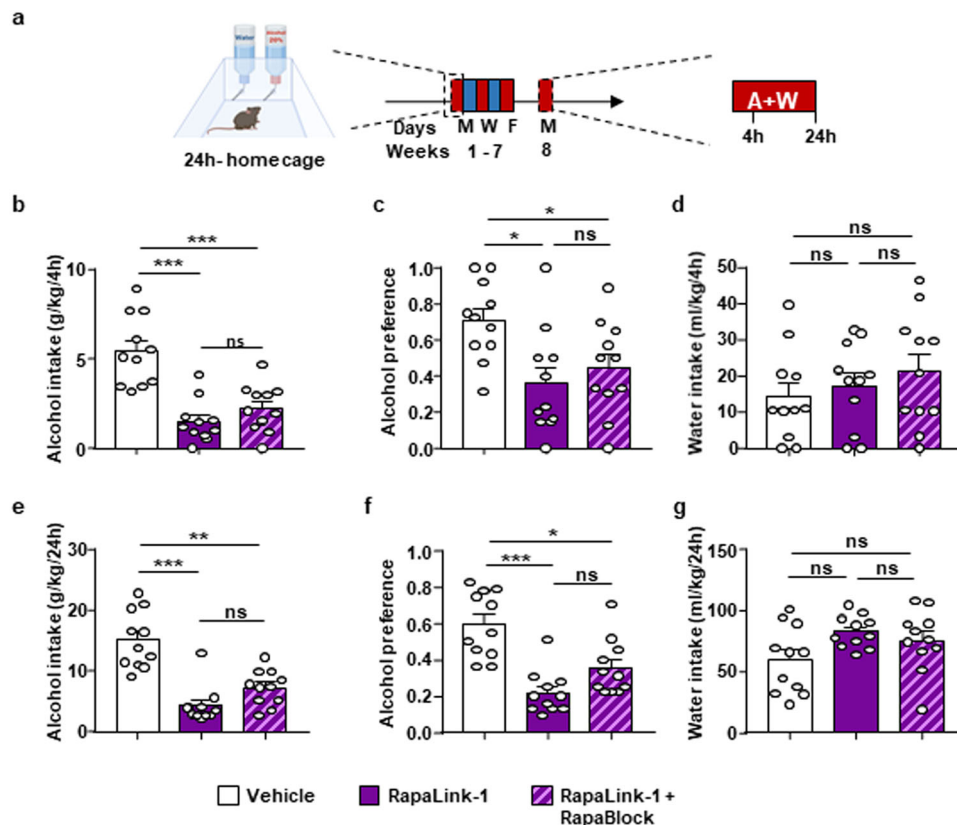 a
Water
Alcohol
20%
24h- home cage
Days M W F M
Weeks 1 - 7 8
A+W
4h 24h
b
Alcohol intake (g/kg/4h)
10
5
0
***
***
ns
c
Alcohol preference
1.0
0.8
0.6
0.4
0.2
0.0
*
*
ns
d
Water intake (ml/kg/4h)
50
40
30
20
10
0
ns
ns
ns
e
Alcohol intake (g/kg/24h)
30
20
10
0
**
***
ns
f
Alcohol preference
1.0
0.8
0.6
0.4
0.2
0.0
*
***
ns
g
Water intake (ml/kg/24h)
150
100
50
0
ns
ns
ns
Vehicle
RapaLink-1
RapaLink-1 +
RapaBlock